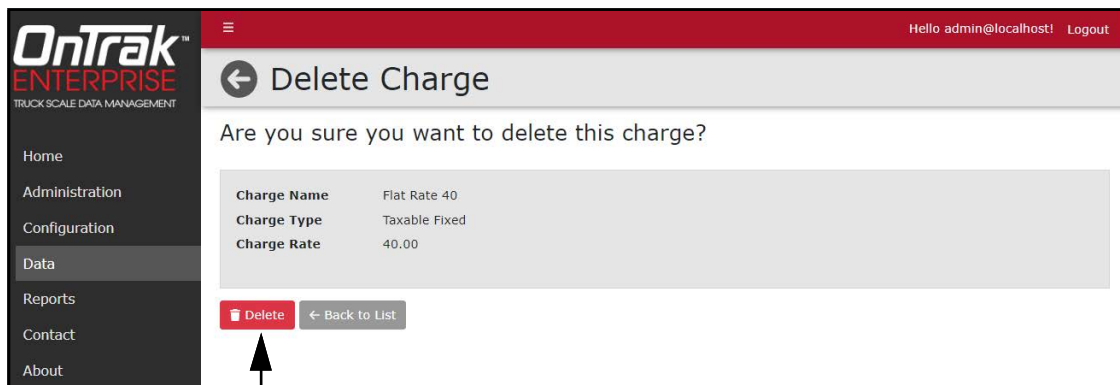 OnTrak™
ENTERPRISE
TRUCK SCALE DATA MANAGEMENT
Home
Administration
Configuration
Data
Reports
Contact
About
Hello admin@localhost! Logout
Delete Charge
Are you sure you want to delete this charge?
Charge Name Flat Rate 40
Charge Type Taxable Fixed
Charge Rate 40.00
Delete ← Back to List